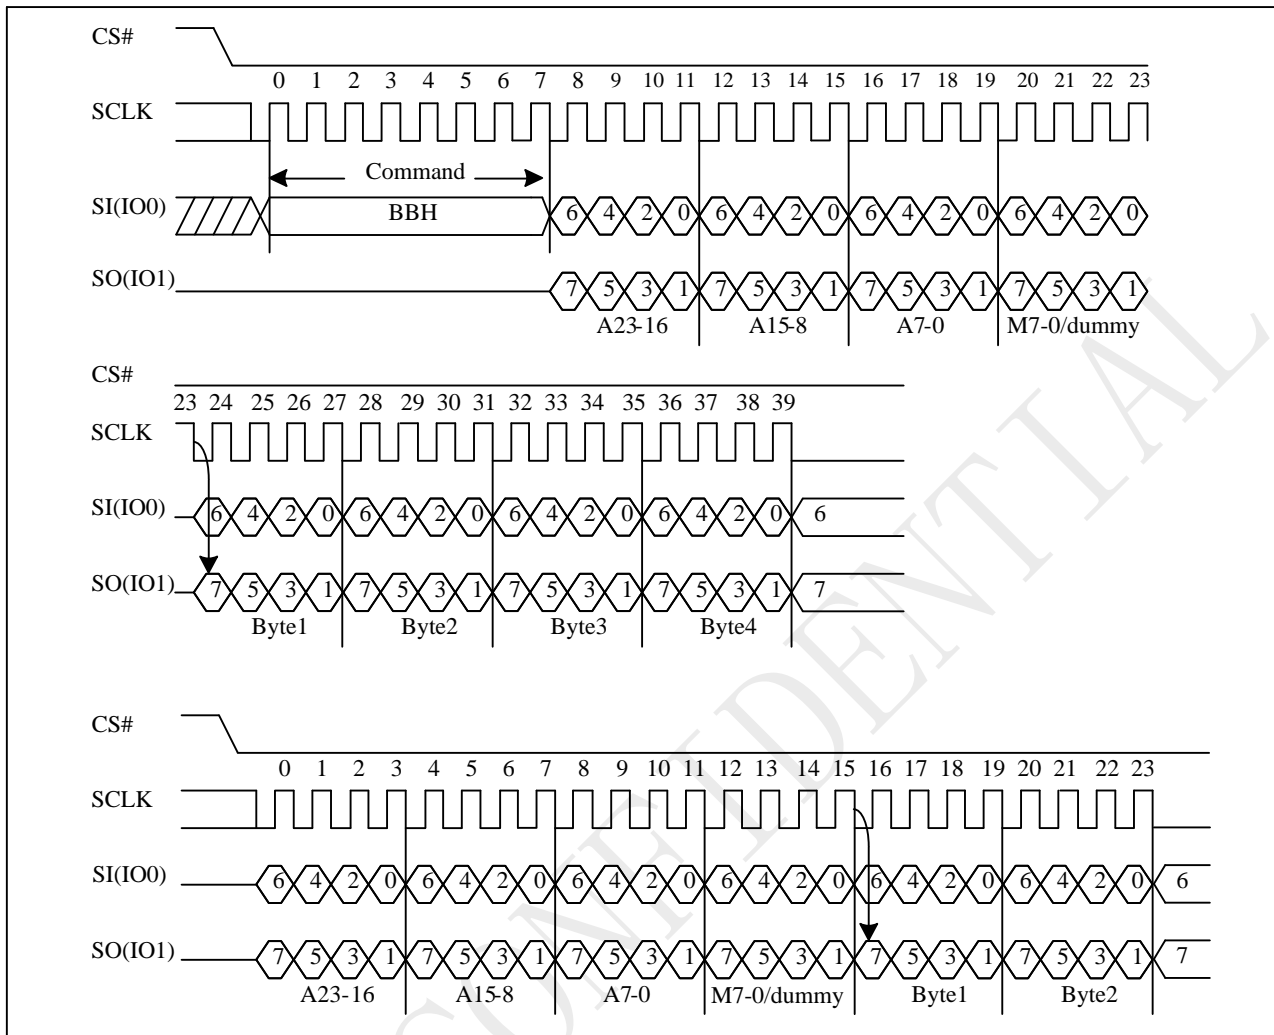 CS#
0 1 2 3 4 5 6 7 8 9 10 11 12 13 14 15 16 17 18 19 20 21 22 23
SCLK
Command
SI(IO0) BBH 6 4 2 0 6 4 2 0 6 4 2 0 6 4 2 0
SO(IO1) 7 5 3 1 7 5 3 1 7 5 3 1 7 5 3 1
A23-16 A15-8 A7-0 M7-0/dummy
CS#
23 24 25 26 27 28 29 30 31 32 33 34 35 36 37 38 39
SCLK
SI(IO0) 6 4 2 0 6 4 2 0 6 4 2 0 6 4 2 0 6
SO(IO1) 7 5 3 1 7 5 3 1 7 5 3 1 7 5 3 1 7
Byte1 Byte2 Byte3 Byte4
CS#
0 1 2 3 4 5 6 7 8 9 10 11 12 13 14 15 16 17 18 19 20 21 22 23
SCLK
SI(IO0) 6 4 2 0 6 4 2 0 6 4 2 0 6 4 2 0 6 4 2 0 6 4 2 0 6
SO(IO1) 7 5 3 1 7 5 3 1 7 5 3 1 7 5 3 1 7 5 3 1 7 5 3 1 7
A23-16 A15-8 A7-0 M7-0/dummy Byte1 Byte2
CONFIDENTIAL